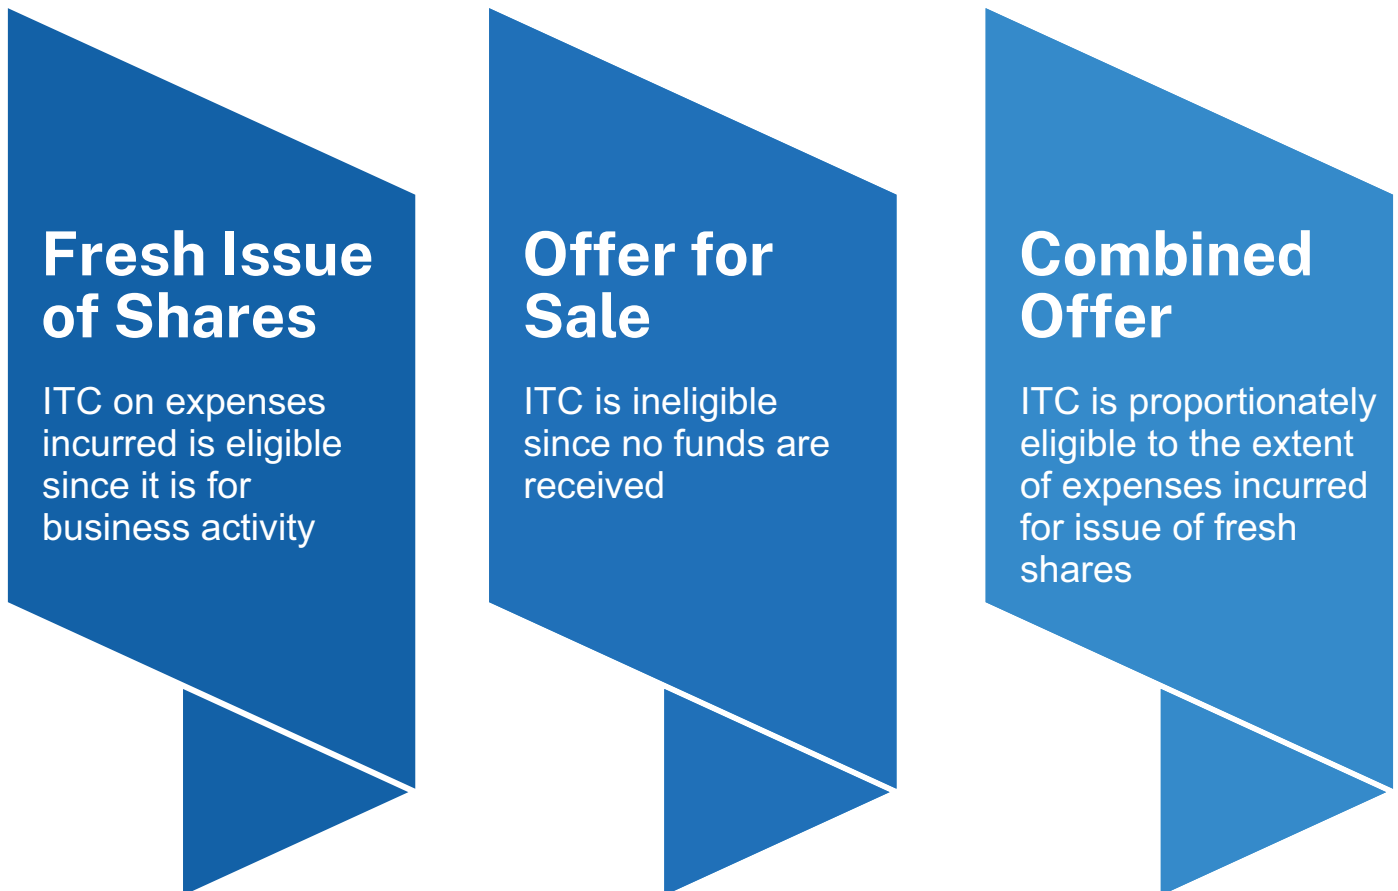 Fresh Issue
of Shares
ITC on expenses
incurred is eligible
since it is for
business activity
Offer for
Sale
ITC is ineligible
since no funds are
received
Combined
Offer
ITC is proportionately
eligible to the extent
of expenses incurred
for issue of fresh
shares